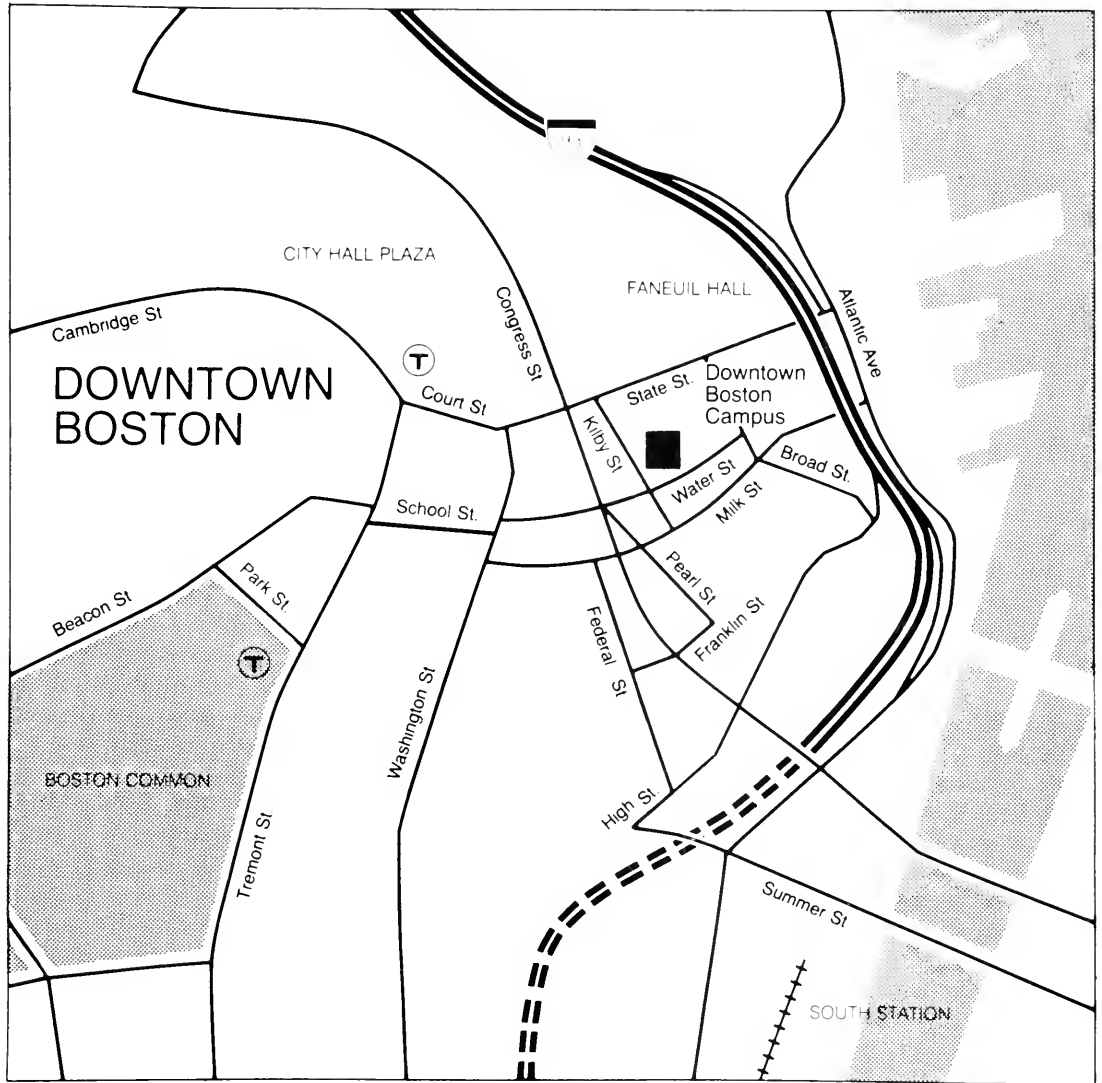 CITY HALL PLAZA
FANEUIL HALL
Cambridge St
Congress St
Atlantic Ave
DOWNTOWN
BOSTON
T
Court St
State St.
Downtown
Boston
Campus
Kilby St
Water St
Milk St
Broad St.
School St.
Park St.
Beacon St
Pearl St
Franklin St
Federal St
T
Washington St
BOSTON COMMON
Tremont St.
High St.
Summer St
SOUTH STATION